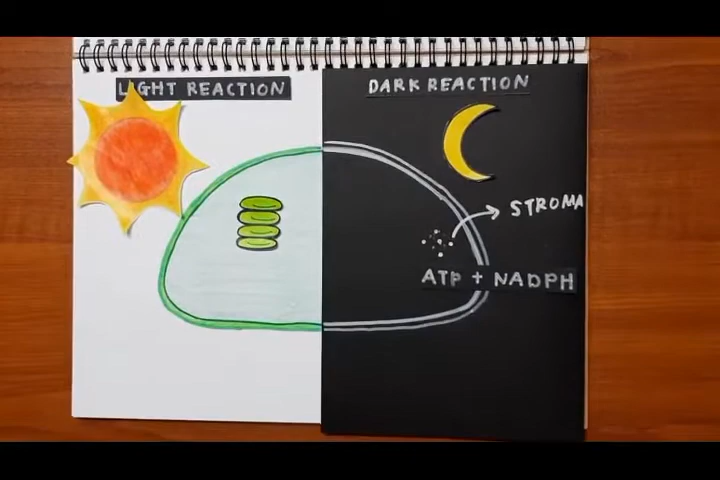 LIGHT REACTION
DARK REACTION
STROMA
ATP + NADPH